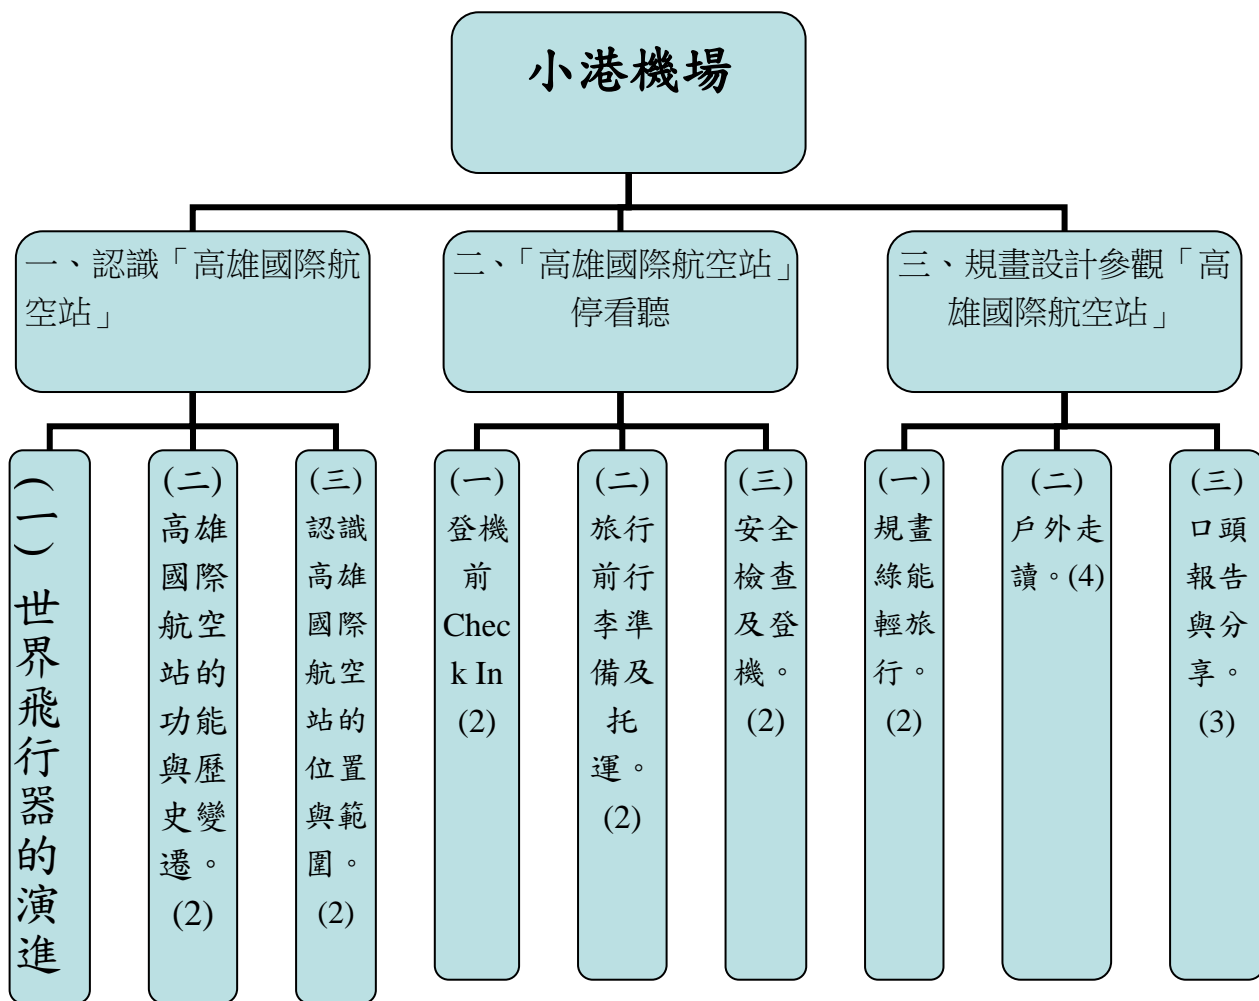 小港機場
一、認識「高雄國際航
空站」
二、「高雄國際航空站」
停看聽
三、規畫設計參觀「高
雄國際航空站」
(一)世界飛行器的演進
(二)
高雄
國際
航空
站的
功能
與歷
史變
遷。
(2)
(三)
認識
高雄
國際
航空
站的
位置
與範
圍。
(2)
(一)
登機
前
Chec
k In
(2)
(二)
旅行
前行
李準
備及
托
運。
(2)
(三)
安全
檢查
及登
機。
(2)
(一)
規畫
綠能
輕旅
行。
(2)
(二)
戶外走
讀。(4)
(三)
口頭
報告
與分
享。
(3)